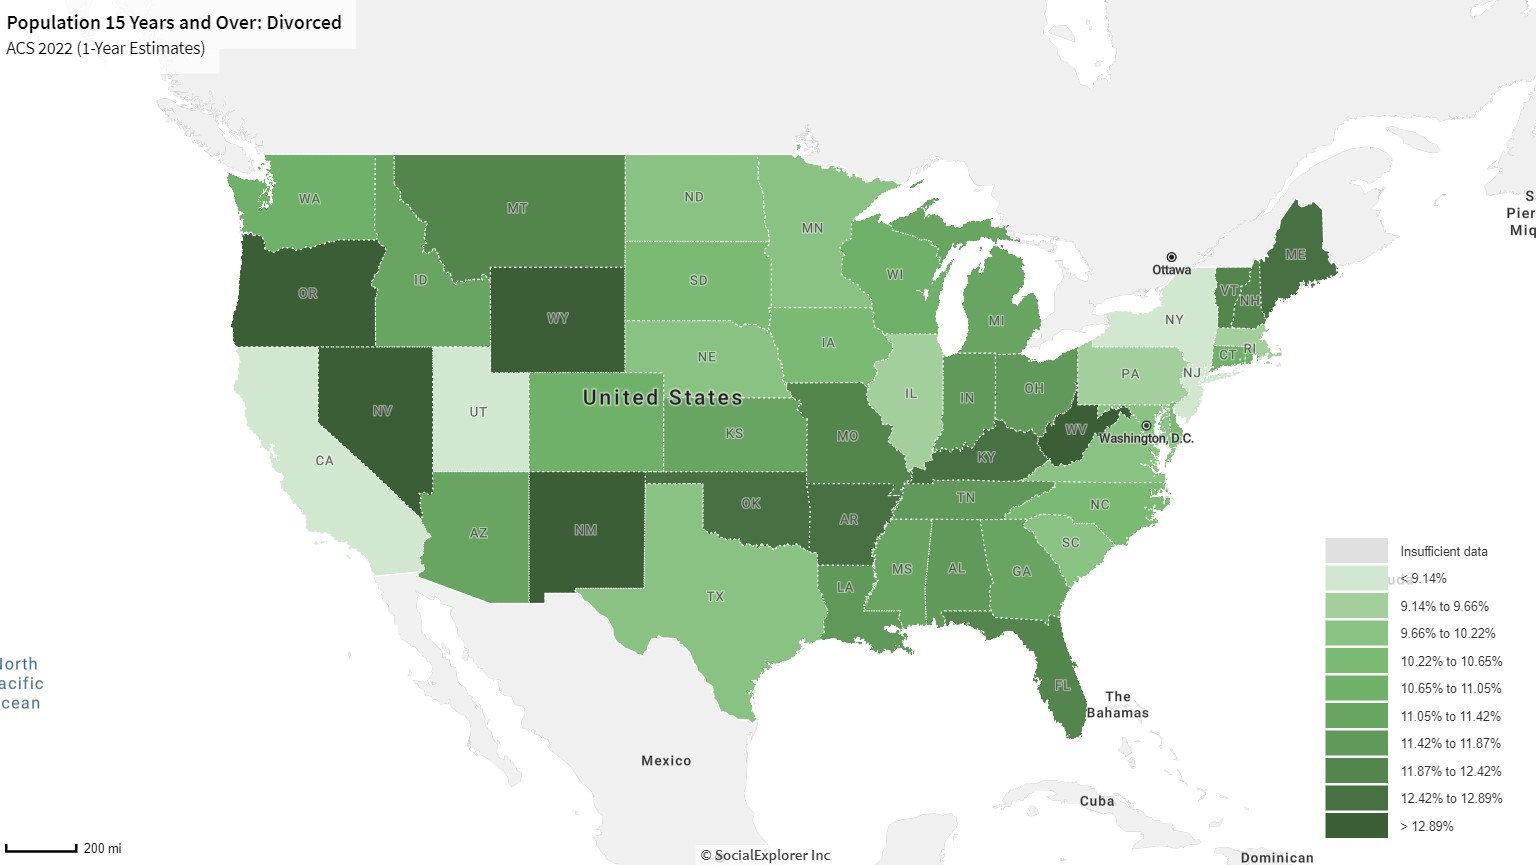 Population 15 Years and Over: Divorced
ACS 2022 (1-Year Estimates)
WA
MT
ND
MN
OR
ID
WY
SD
WI
MI
Ottawa
VT
NH
ME
NY
NE
IA
CT
RI
NV
UT
United States
IL
IN
OH
PA
NJ
CA
KS
MO
KY
WV
Washington, D.C.
AZ
NM
OK
AR
TN
NC
TX
LA
MS
AL
GA
SC
FL
The
Bahamas
Mexico
Cuba
Dominican
S
Pier
Miq
North
acific
cean
Insufficient data
< 9.14%
9.14% to 9.66%
9.66% to 10.22%
10.22% to 10.65%
10.65% to 11.05%
11.05% to 11.42%
11.42% to 11.87%
11.87% to 12.42%
12.42% to 12.89%
> 12.89%
200 mi
© SocialExplorer Inc